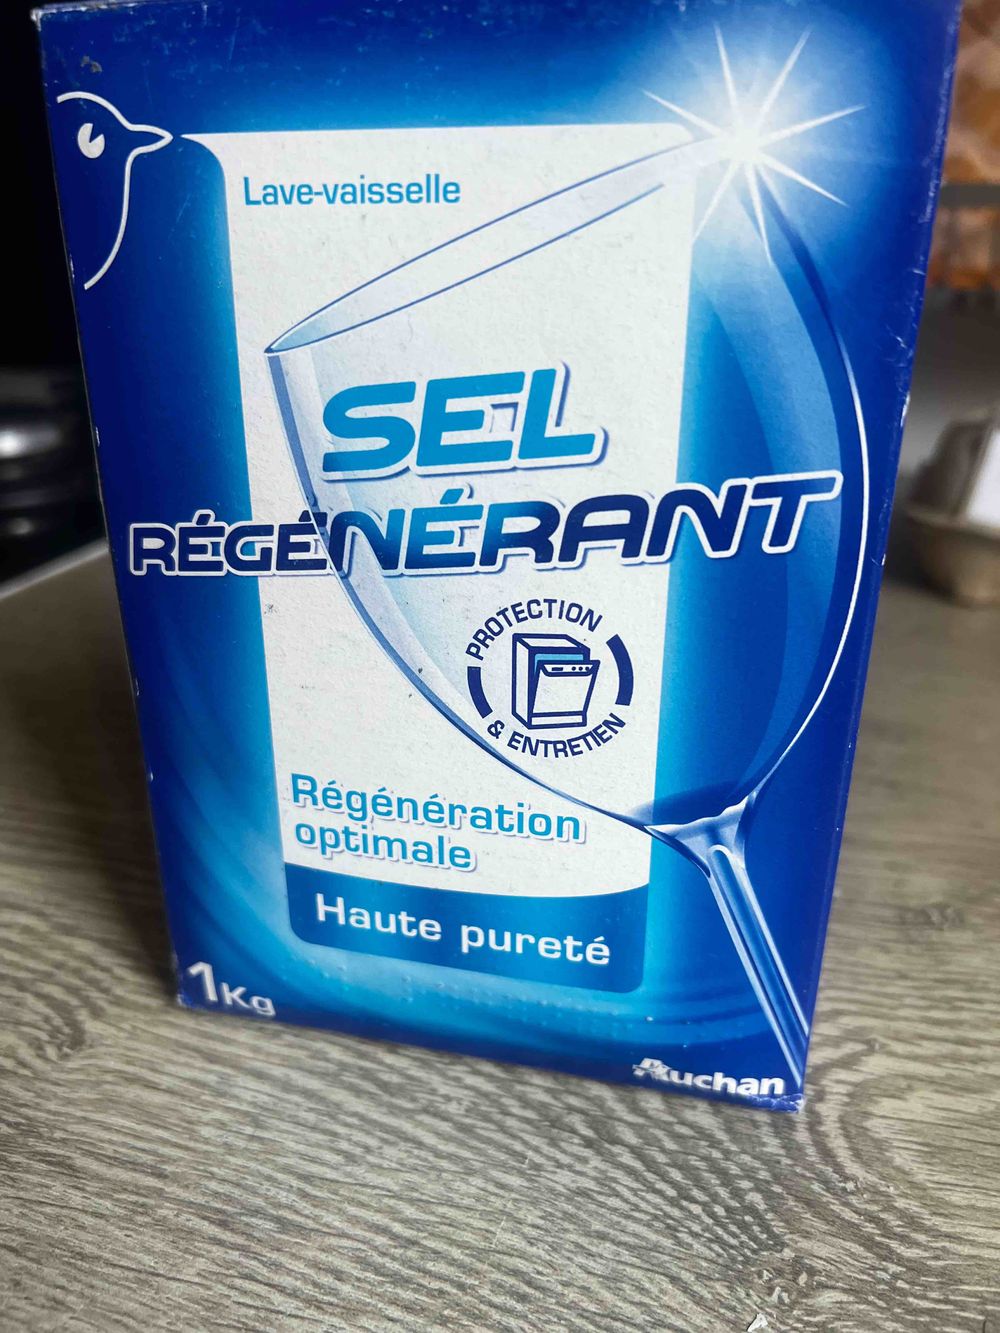 Lave-vaisselle
SEL
RÉGÉNÉRANT
PROTECTION
& ENTRETIEN
Régénération
optimale
Haute pureté
1Kg
Auchan